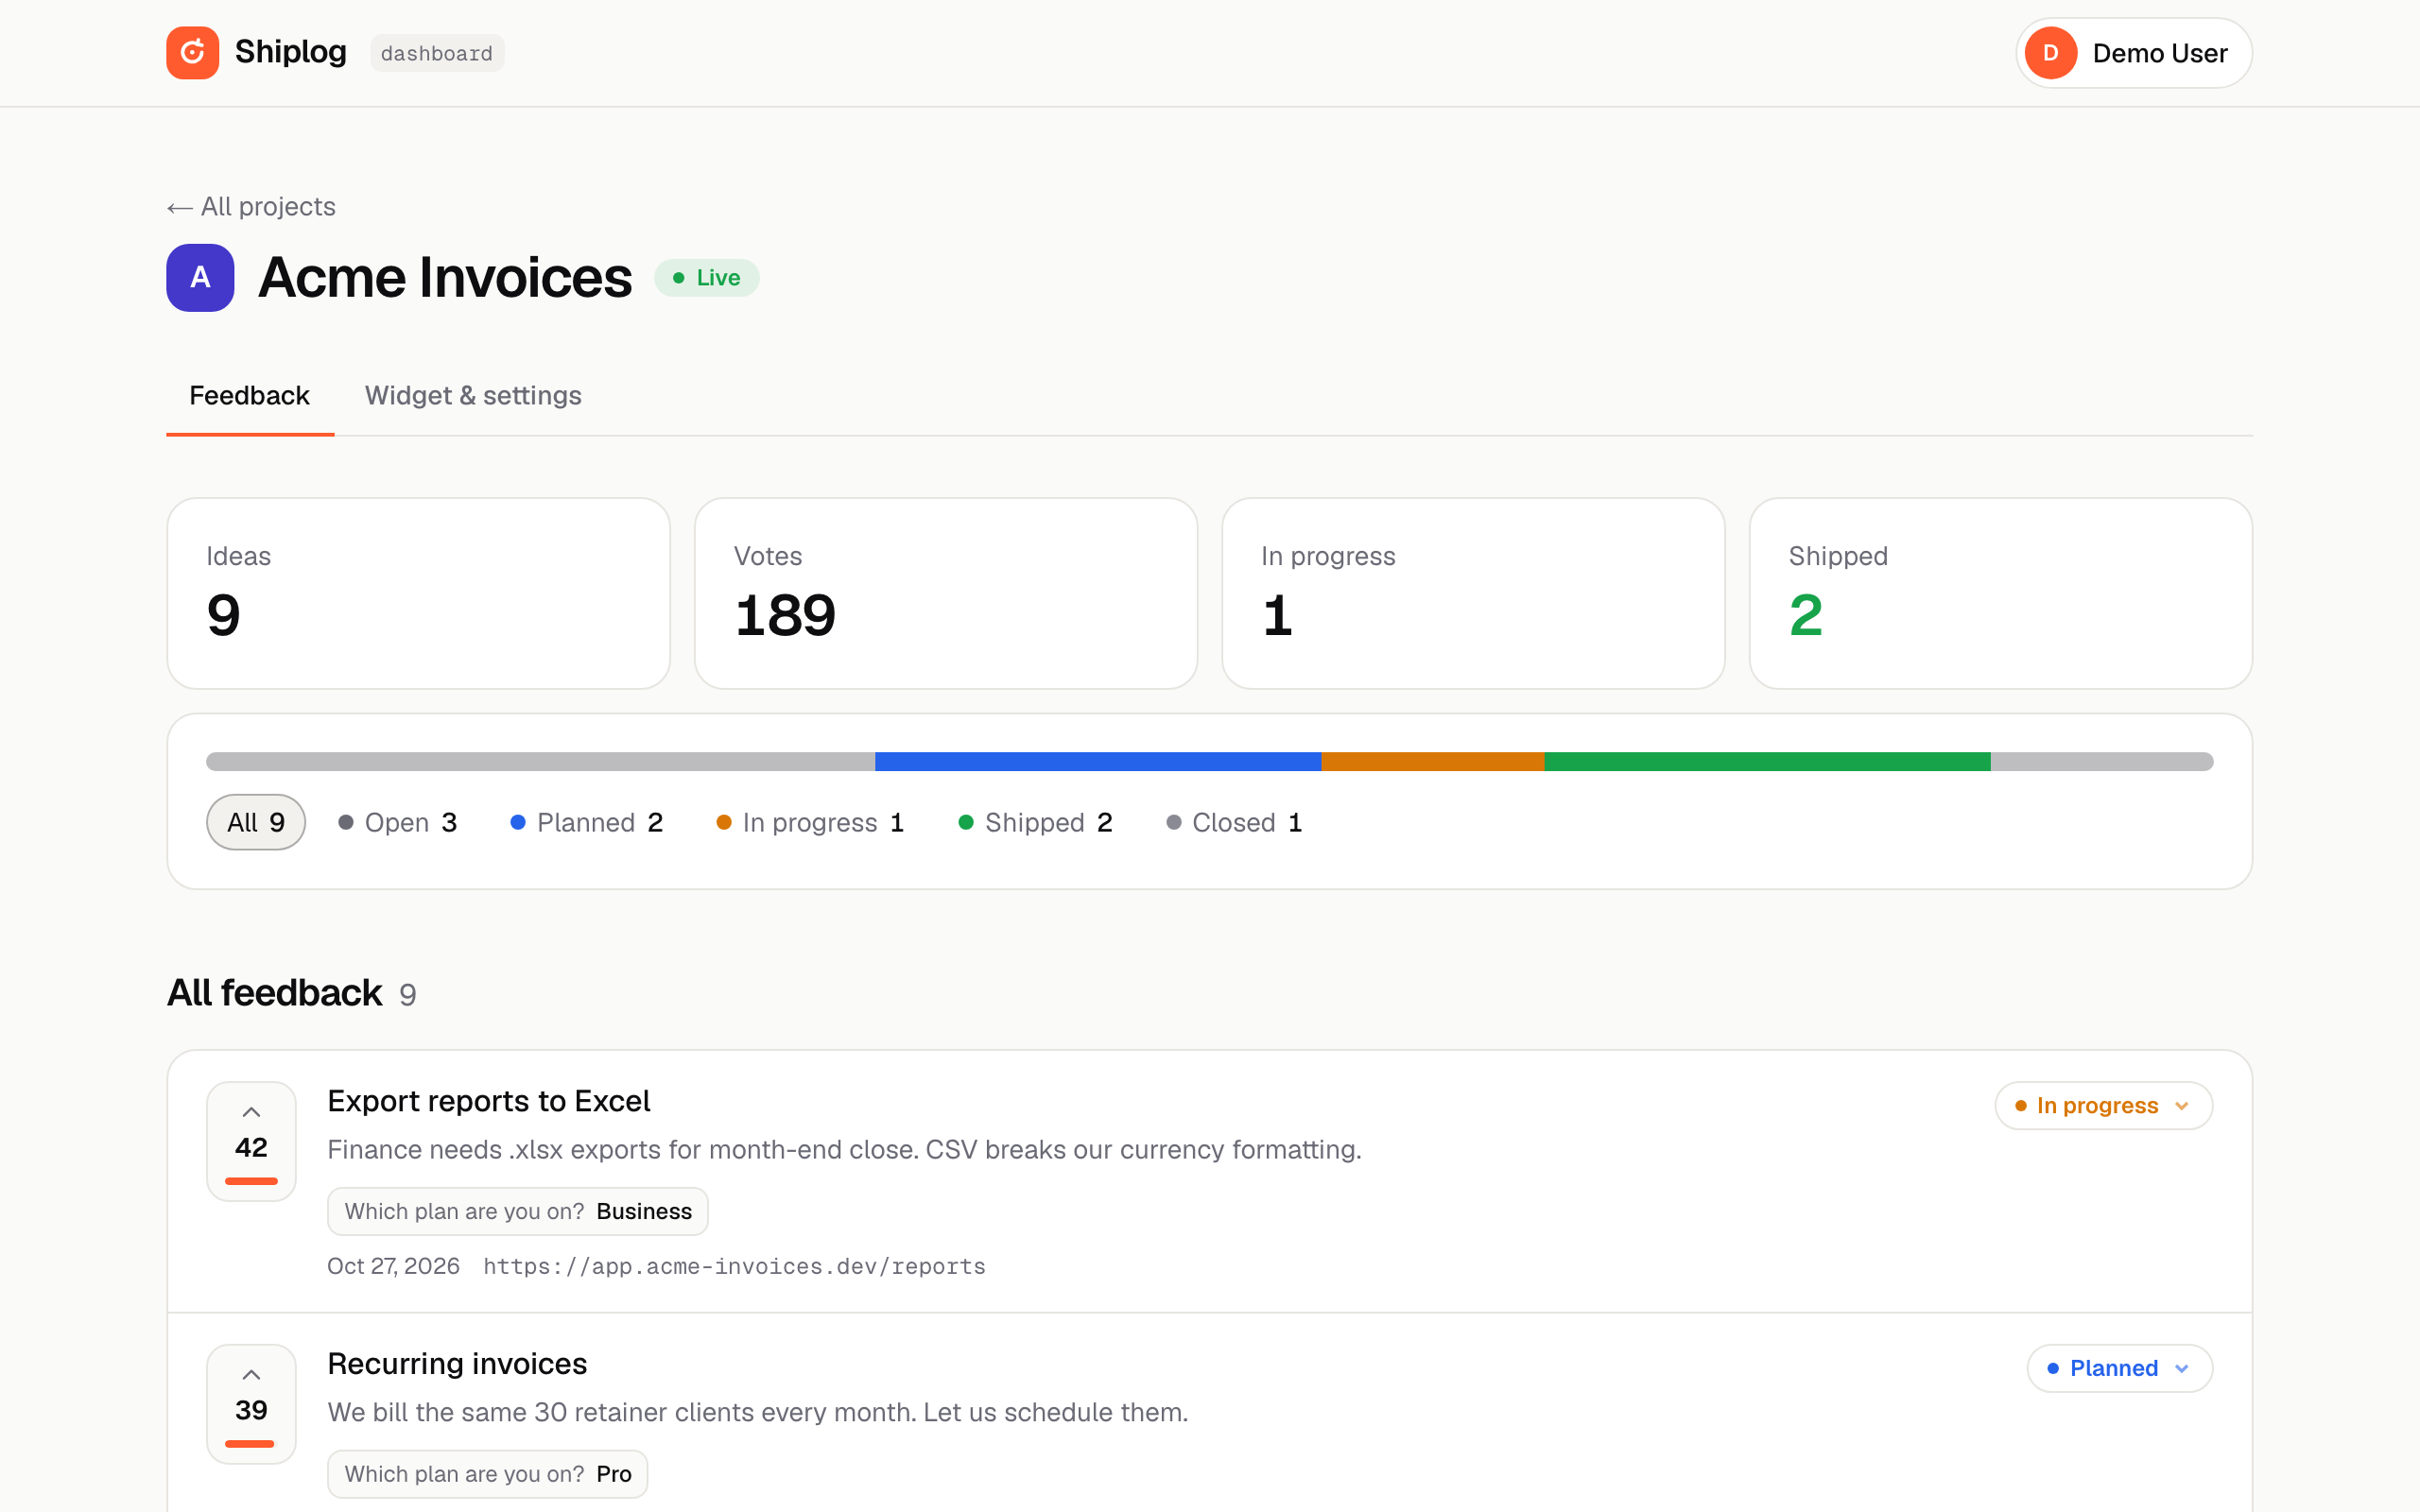 Shiplog dashboard
D Demo User
← All projects
A Acme Invoices Live
Feedback Widget & settings
Ideas
9
Votes
189
In progress
1
Shipped
2
All 9 Open 3 Planned 2 In progress 1 Shipped 2 Closed 1
All feedback 9
42
Export reports to Excel
In progress
Finance needs .xlsx exports for month-end close. CSV breaks our currency formatting.
Which plan are you on? Business
Oct 27, 2026 https://app.acme-invoices.dev/reports
39
Recurring invoices
Planned
We bill the same 30 retainer clients every month. Let us schedule them.
Which plan are you on? Pro